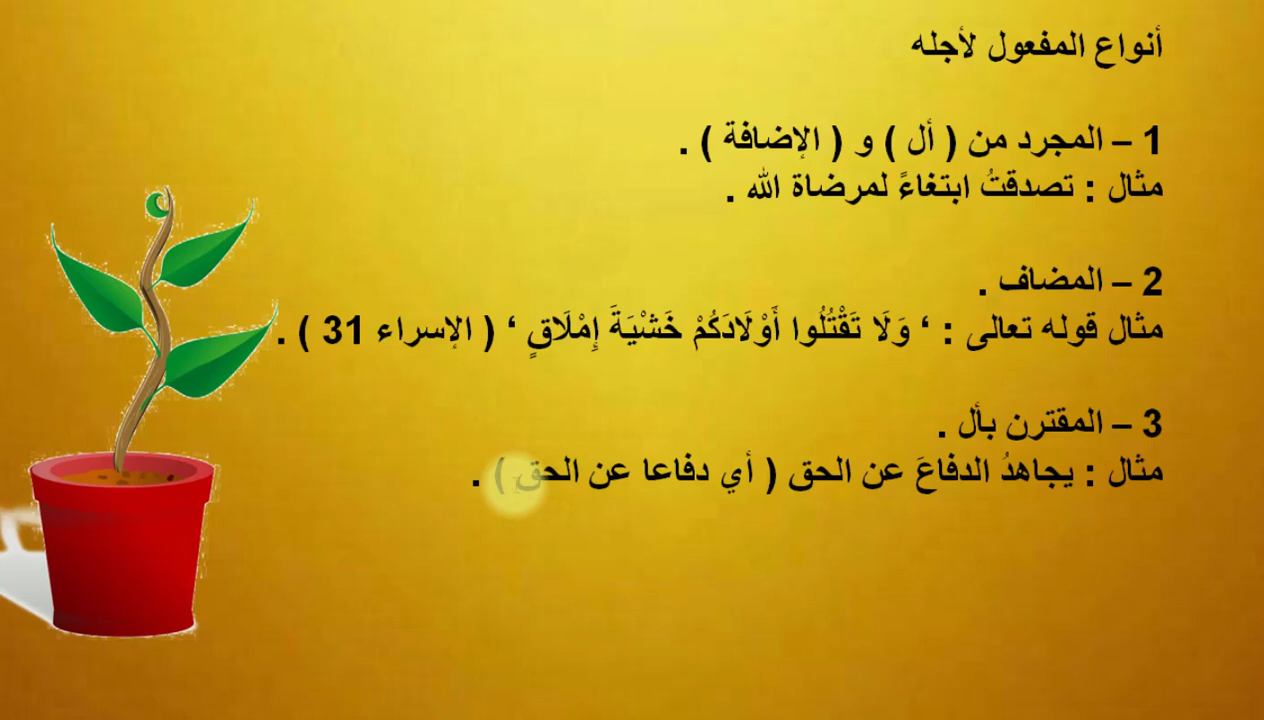 أنواع المفعول لأجله
1 – المجرد من ( أل ) و ( الإضافة ) .
مثال : تصدقتُ ابتغاءً لمرضاة الله .
2 – المضاف .
مثال قوله تعالى : ‘ وَلَا تَقْتُلُوا أَوْلَادَكُمْ خَشْيَةَ إِمْلَاقٍ ‘ ( الإسراء 31 ) .
3 – المقترن بأل .
مثال : يجاهدُ الدفاعَ عن الحق ( أي دفاعا عن الحق ) .